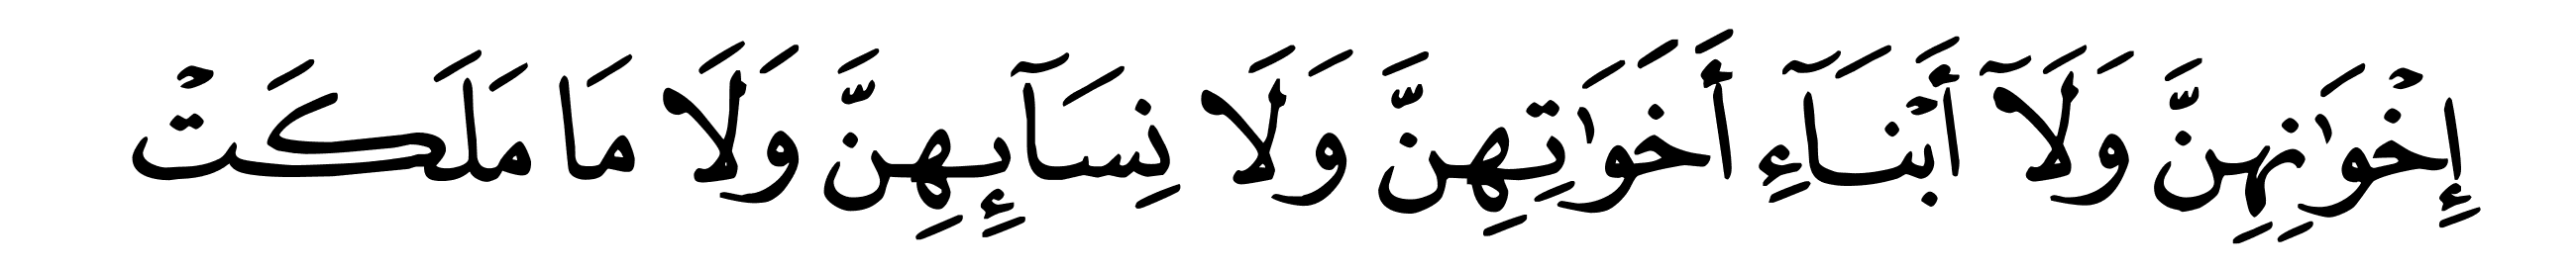 إِخْوَٰنِهِنَّ وَلَآ أَبْنَآءِ أَخَوَٰتِهِنَّ وَلَا نِسَآئِهِنَّ وَلَا مَا مَلَكَتْ